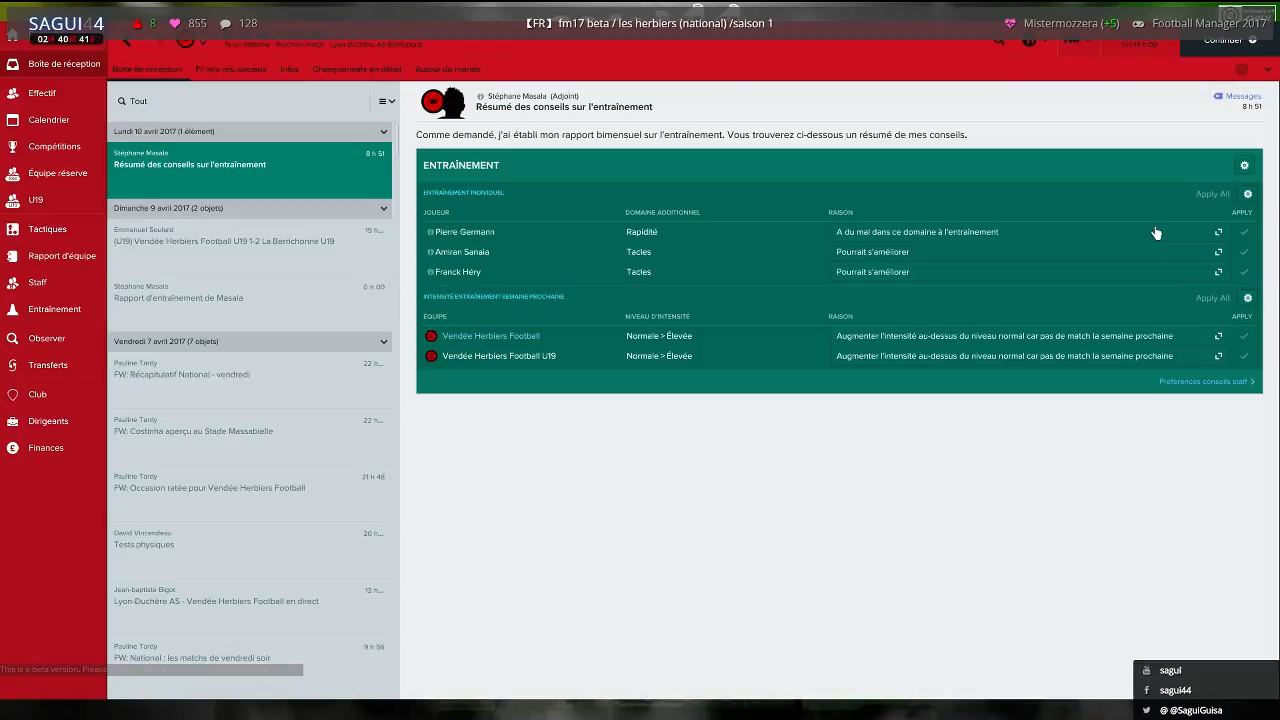 SAGUI44 8 855 128 【FR】 fm17 beta / les herbiers (national) /saison 1 Mistermozzera (+5) Football Manager 2017
02 40 41
Continuer
Boîte de réception
Boîte de réception Fil info rés. sociaux Infos Championnats en détail Autour du monde
Effectif
Calendrier
Compétitions
Équipe réserve
U19
Tactiques
Rapport d'équipe
Staff
Entraînement
Observer
Transferts
Club
Dirigeants
Finances
Tout
Lundi 10 avril 2017 (1 élément)
Stéphane Masala 8 h 51
Résumé des conseils sur l'entraînement
Dimanche 9 avril 2017 (2 objets)
Emmanuel Soulard 15 h...
(U19) Vendée Herbiers Football U19 1-2 La Berrichonne U19
Stéphane Masala 0 h 00
Rapport d'entraînement de Masala
Vendredi 7 avril 2017 (7 objets)
Pauline Tardy 22 h...
FW: Récapitulatif National - vendredi
Pauline Tardy 22 h...
FW: Costinha aperçu au Stade Massabielle
Pauline Tardy 21 h 48
FW: Occasion ratée pour Vendée Herbiers Football
David Vincendeau 20 h...
Tests physiques
Jean-baptiste Bigot 13 h...
Lyon-Duchère AS - Vendée Herbiers Football en direct
Pauline Tardy 9 h 56
FW: National : les matchs de vendredi soir
This is a beta version. Please
Stéphane Masala (Adjoint) Messages
Résumé des conseils sur l'entraînement 8 h 51
Comme demandé, j'ai établi mon rapport bimensuel sur l'entraînement. Vous trouverez ci-dessous un résumé de mes conseils.
ENTRAÎNEMENT
ENTRAÎNEMENT INDIVIDUEL Apply All
JOUEUR DOMAINE ADDITIONNEL RAISON APPLY
Pierre Germann Rapidité A du mal dans ce domaine à l'entraînement
Amiran Sanaia Tacles Pourrait s'améliorer
Franck Héry Tacles Pourrait s'améliorer
INTENSITÉ ENTRAÎNEMENT SEMAINE PROCHAINE Apply All
ÉQUIPE NIVEAU D'INTENSITÉ RAISON APPLY
Vendée Herbiers Football Normale > Élevée Augmenter l'intensité au-dessus du niveau normal car pas de match la semaine prochaine
Vendée Herbiers Football U19 Normale > Élevée Augmenter l'intensité au-dessus du niveau normal car pas de match la semaine prochaine
Préférences conseils staff >
sagui
sagui44
@ @SaguiGuisa